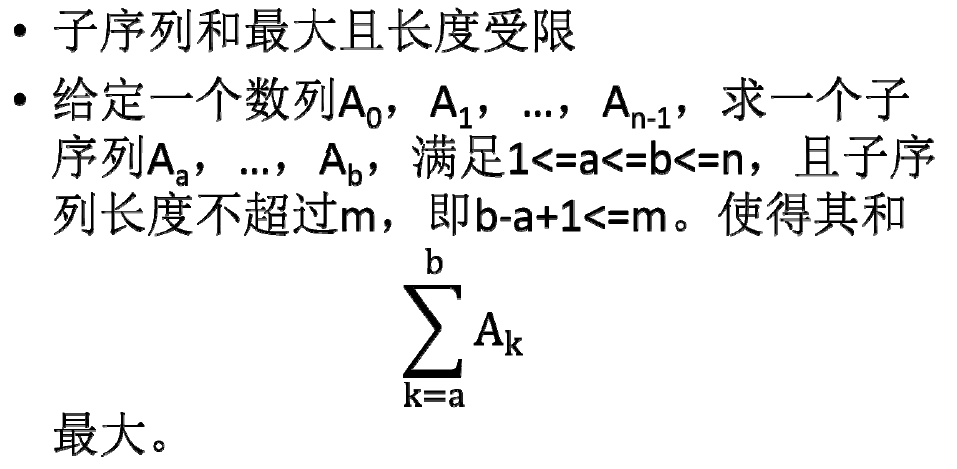 • 子序列和最大且长度受限
• 给定一个数列A₀，A₁，…，Aₙ₋₁，求一个子
序列Aₐ，…，A_b，满足1<=a<=b<=n，且子序
列长度不超过m，即b-a+1<=m。使得其和
b
∑ Aₖ
k=a
最大。